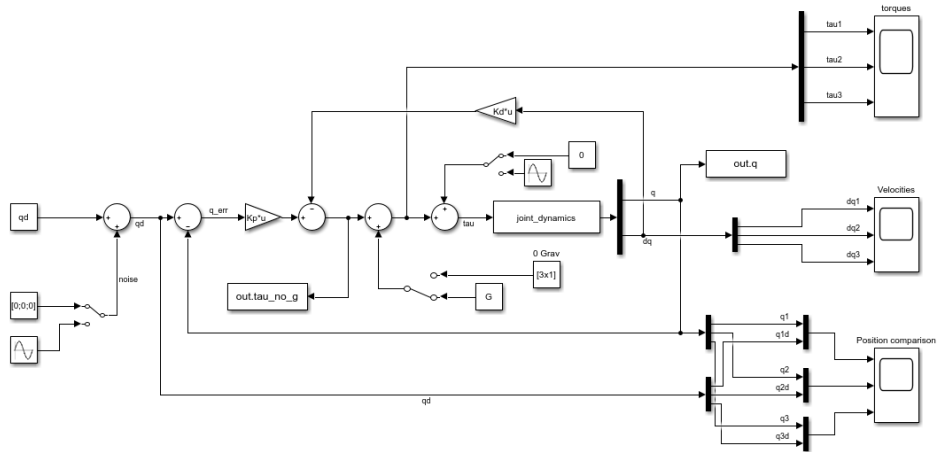 torques
tau1
tau2
tau3
Kd*u
0
out.q
q
Velocities
dq1
dq2
dq3
qd
qd
q_err
Kp*u
tau
joint_dynamics
dq
0 Grav
[3x1]
G
noise
out.tau_no_g
[0;0;0]
q1
q1d
Position comparison
q2
q2d
qd
q3
q3d